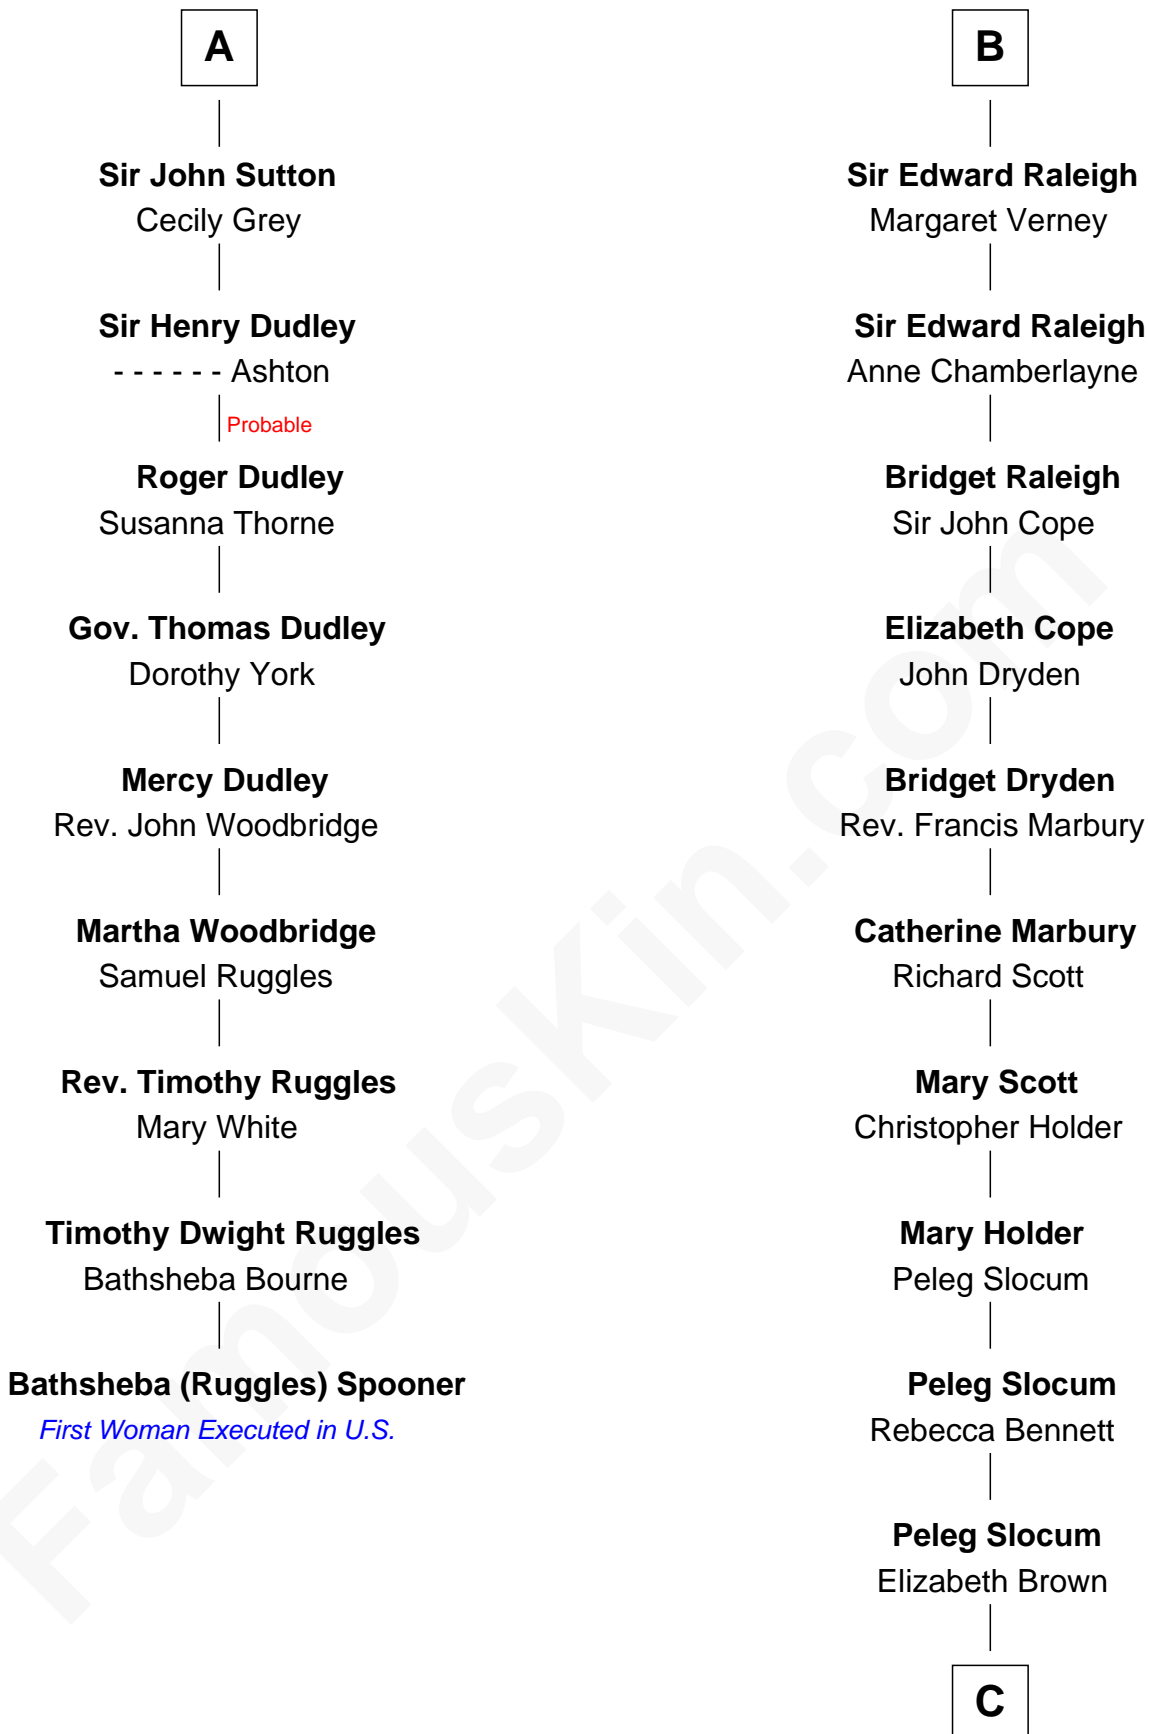 A
Sir John Sutton
Cecily Grey
Sir Henry Dudley
- - - - - - Ashton
Probable
Roger Dudley
Susanna Thorne
Gov. Thomas Dudley
Dorothy York
Mercy Dudley
Rev. John Woodbridge
Martha Woodbridge
Samuel Ruggles
Rev. Timothy Ruggles
Mary White
Timothy Dwight Ruggles
Bathsheba Bourne
Bathsheba (Ruggles) Spooner
First Woman Executed in U.S.
B
Sir Edward Raleigh
Margaret Verney
Sir Edward Raleigh
Anne Chamberlayne
Bridget Raleigh
Sir John Cope
Elizabeth Cope
John Dryden
Bridget Dryden
Rev. Francis Marbury
Catherine Marbury
Richard Scott
Mary Scott
Christopher Holder
Mary Holder
Peleg Slocum
Peleg Slocum
Rebecca Bennett
Peleg Slocum
Elizabeth Brown
C
FamousKin.com